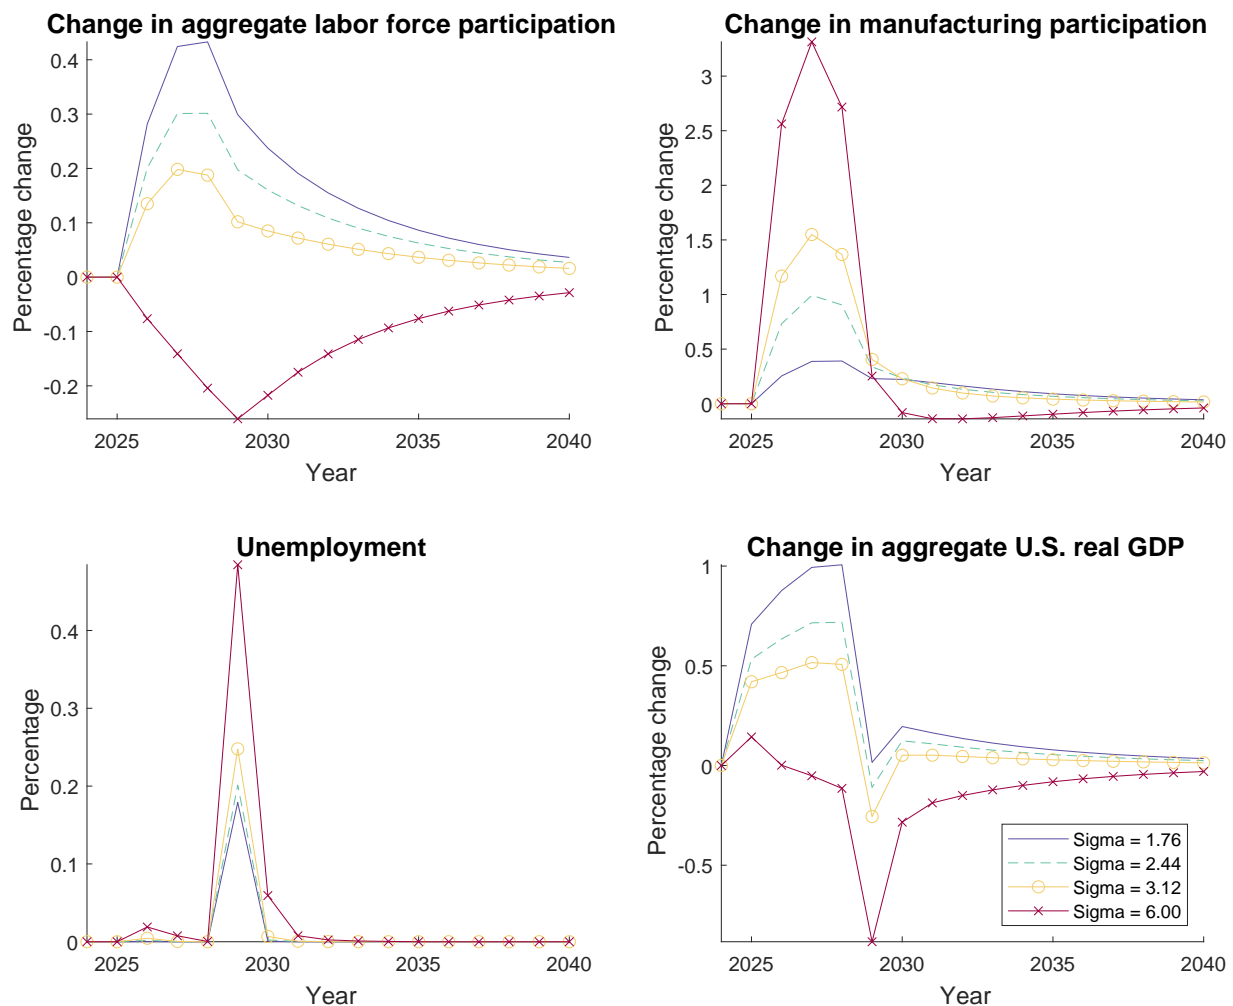 Change in aggregate labor force participation
Percentage change
0.4
0.3
0.2
0.1
0
-0.1
-0.2
2025
2030
2035
2040
Year
Change in manufacturing participation
Percentage change
3
2.5
2
1.5
1
0.5
0
2025
2030
2035
2040
Year
Unemployment
Percentage
0.4
0.3
0.2
0.1
0
2025
2030
2035
2040
Year
Change in aggregate U.S. real GDP
Percentage change
1
0.5
0
-0.5
2025
2030
2035
2040
Year
Sigma = 1.76
Sigma = 2.44
Sigma = 3.12
Sigma = 6.00